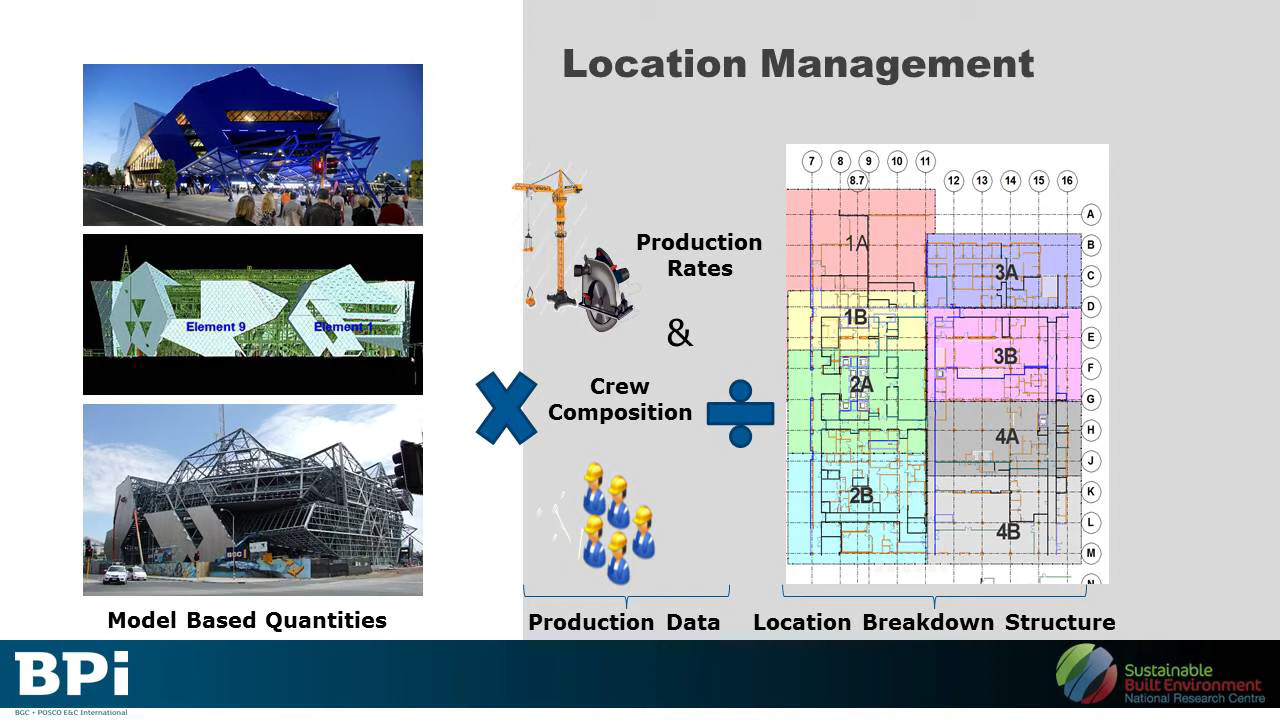 Location Management
Element 9
Element 1
BGC
Model Based Quantities
Production
Rates
&
Crew
Composition
Production Data
7
8
9
10
11
8.7
12
13
14
15
16
A
B
C
D
E
F
G
H
J
K
L
M
N
1A
1B
2A
2B
3A
3B
4A
4B
Location Breakdown Structure
BPi
BGC + POSCO E&C International
Sustainable
Built Environment
National Research Centre